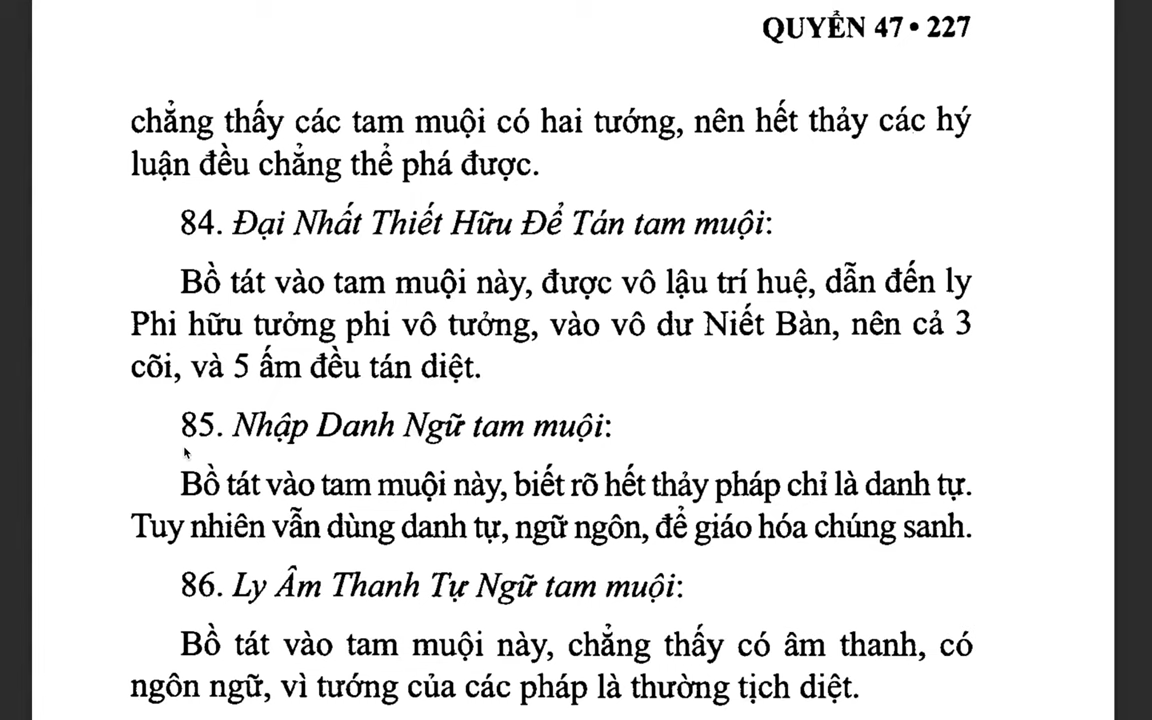 QUYỂN 47 • 227
chẳng thấy các tam muội có hai tướng, nên hết thảy các hý
luận đều chẳng thể phá được.
84. Đại Nhất Thiết Hữu Để Tán tam muội:
Bồ tát vào tam muội này, được vô lậu trí huệ, dẫn đến ly
Phi hữu tưởng phi vô tưởng, vào vô dư Niết Bàn, nên cả 3
cõi, và 5 ấm đều tán diệt.
85. Nhập Danh Ngữ tam muội:
Bồ tát vào tam muội này, biết rõ hết thảy pháp chỉ là danh tự.
Tuy nhiên vẫn dùng danh tự, ngữ ngôn, để giáo hóa chúng sanh.
86. Ly Âm Thanh Tự Ngữ tam muội:
Bồ tát vào tam muội này, chẳng thấy có âm thanh, có
ngôn ngữ, vì tướng của các pháp là thường tịch diệt.